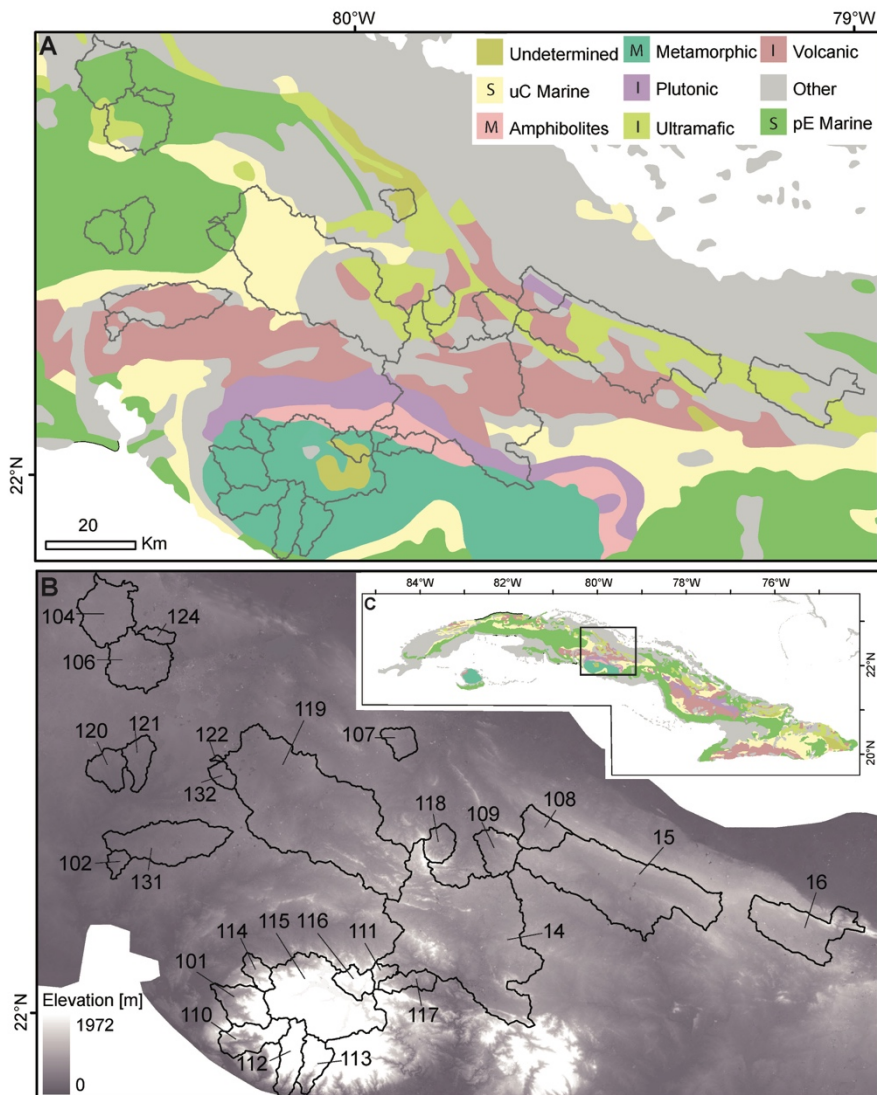 80°W 79°W
A
Undetermined M Metamorphic I Volcanic
S uC Marine I Plutonic Other
M Amphibolites I Ultramafic S pE Marine
22°N
20
Km
B
C
84°W 82°W 80°W 78°W 76°W
22°N
20°N
104
124
106
119
120
121
122
107
132
118
109
108
15
102
131
16
14
114
115
116
111
101
117
110
112
113
Elevation [m]
1972
0
22°N